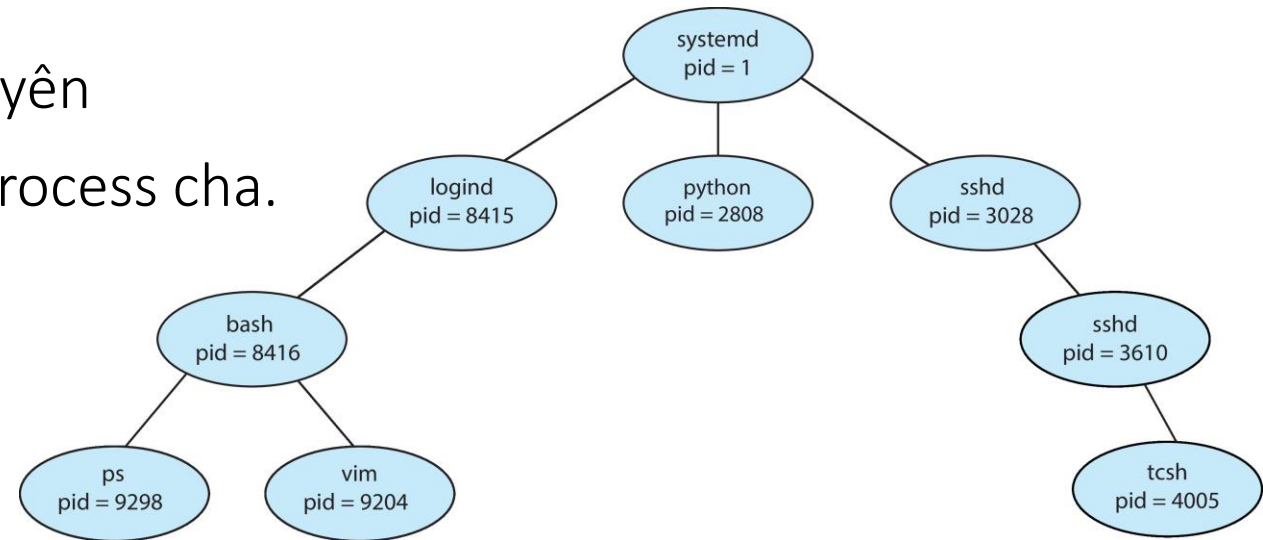 yên
rocess cha.
systemd
pid = 1
logind
pid = 8415
python
pid = 2808
sshd
pid = 3028
bash
pid = 8416
sshd
pid = 3610
ps
pid = 9298
vim
pid = 9204
tcsh
pid = 4005